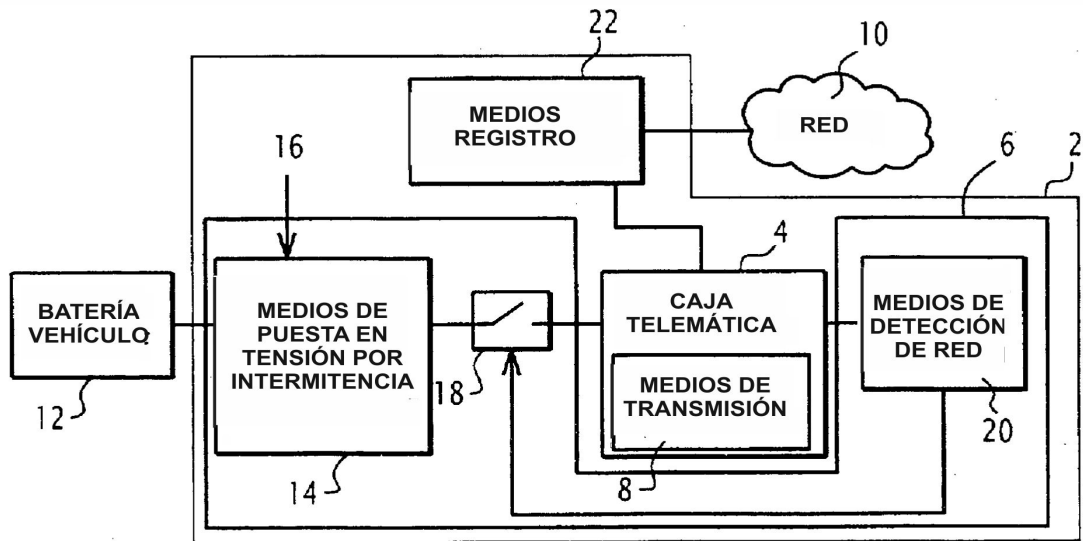 22
10
MEDIOS
REGISTRO
RED
16
6
2
4
BATERÍA
VEHÍCULO
MEDIOS DE
PUESTA EN
TENSIÓN POR
INTERMITENCIA
CAJA
TELEMÁTICA
MEDIOS DE
DETECCIÓN
DE RED
18
MEDIOS DE
TRANSMISIÓN
12
14
8
20